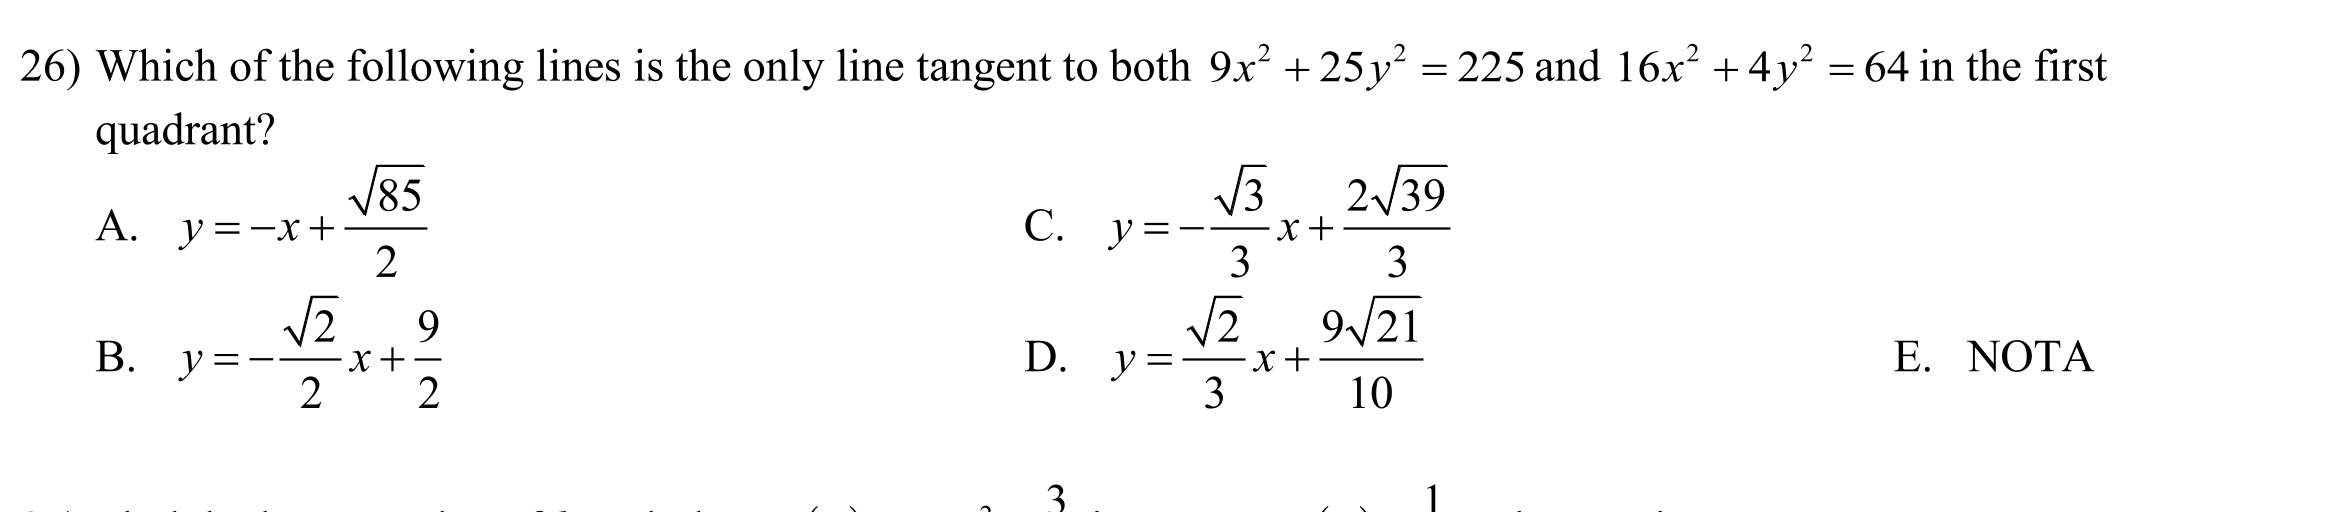 26) Which of the following lines is the only line tangent to both 9x² + 25y² = 225 and 16x² + 4y² = 64 in the first
quadrant?
A. y = −x + √85/2
C. y = −√3/3 x + 2√39/3
B. y = −√2/2 x + 9/2
D. y = √2/3 x + 9√21/10
E. NOTA